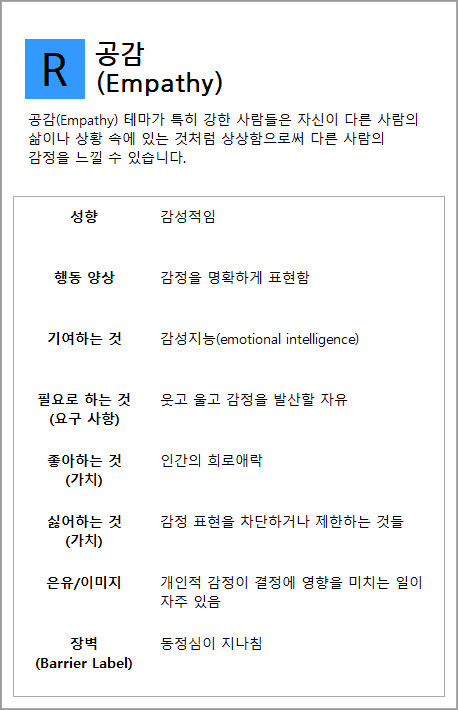 R
공감
(Empathy)
공감(Empathy) 테마가 특히 강한 사람들은 자신이 다른 사람의
삶이나 상황 속에 있는 것처럼 상상함으로써 다른 사람의
감정을 느낄 수 있습니다.
성향 감성적임
행동 양상 감정을 명확하게 표현함
기여하는 것 감성지능(emotional intelligence)
필요로 하는 것 웃고 울고 감정을 발산할 자유
(요구 사항)
좋아하는 것 인간의 희로애락
(가치)
싫어하는 것 감정 표현을 차단하거나 제한하는 것들
(가치)
은유/이미지 개인적 감정이 결정에 영향을 미치는 일이
자주 있음
장벽 동정심이 지나침
(Barrier Label)